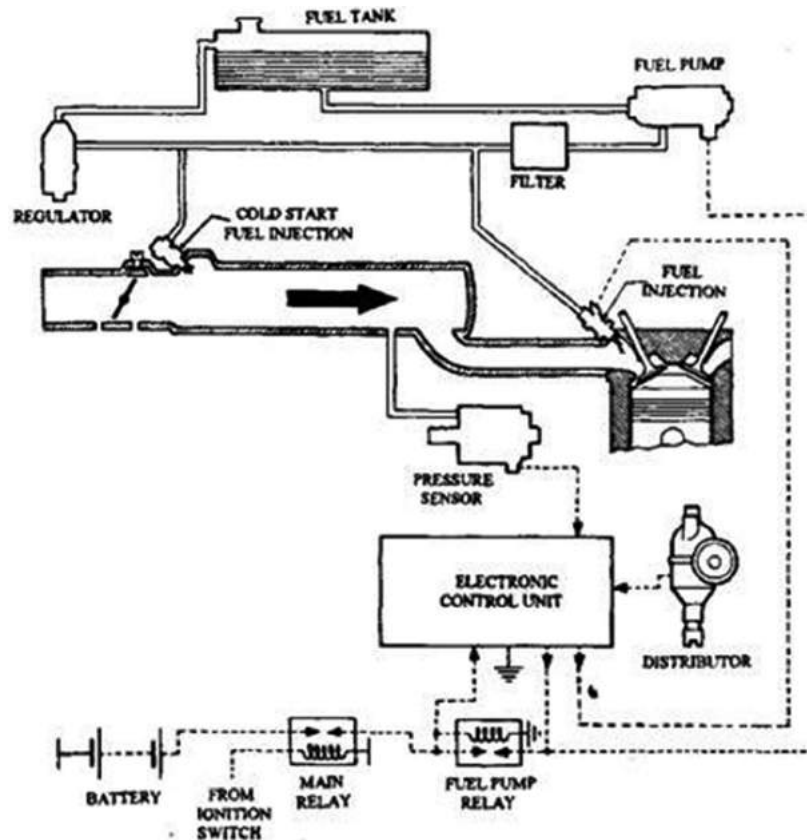 FUEL TANK
FUEL PUMP
FILTER
REGULATOR
COLD START
FUEL INJECTION
FUEL
INJECTION
PRESSURE
SENSOR
ELECTRONIC
CONTROL UNIT
DISTRIBUTOR
BATTERY
FROM
IGNITION
SWITCH
MAIN
RELAY
FUEL PUMP
RELAY